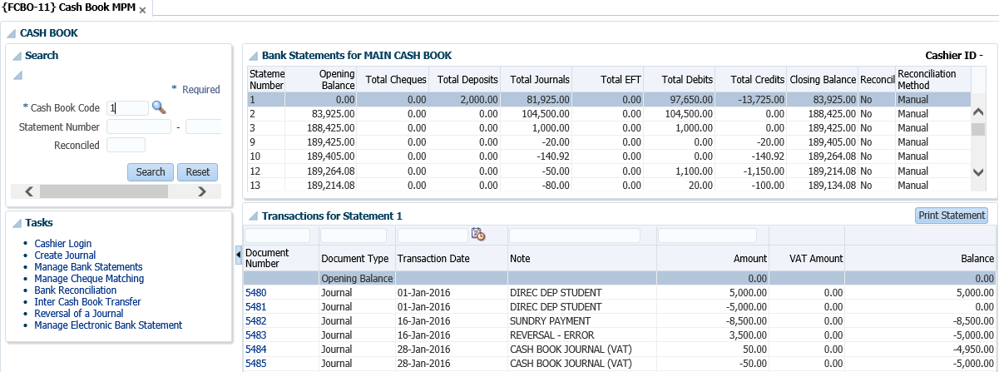 {FCBO-11} Cash Book MPM
CASH BOOK
Search
* Required
* Cash Book Code 1
Statement Number -
Reconciled
Search Reset
Tasks
Cashier Login
Create Journal
Manage Bank Statements
Manage Cheque Matching
Bank Reconciliation
Inter Cash Book Transfer
Reversal of a Journal
Manage Electronic Bank Statement
Bank Statements for MAIN CASH BOOK Cashier ID -
Stateme Number Opening Balance Total Cheques Total Deposits Total Journals Total EFT Total Debits Total Credits Closing Balance Reconcil Reconciliation Method
1 0.00 0.00 2,000.00 81,925.00 0.00 97,650.00 -13,725.00 83,925.00 No Manual
2 83,925.00 0.00 0.00 104,500.00 0.00 104,500.00 0.00 188,425.00 No Manual
3 188,425.00 0.00 0.00 1,000.00 0.00 1,000.00 0.00 189,425.00 No Manual
9 189,425.00 0.00 0.00 -20.00 0.00 0.00 -20.00 189,405.00 No Manual
10 189,405.00 0.00 0.00 -140.92 0.00 0.00 -140.92 189,264.08 No Manual
12 189,264.08 0.00 0.00 -50.00 0.00 1,100.00 -1,150.00 189,214.08 No Manual
13 189,214.08 0.00 0.00 -80.00 0.00 20.00 -100.00 189,134.08 No Manual
Transactions for Statement 1 Print Statement
Document Number Document Type Transaction Date Note Amount VAT Amount Balance
Opening Balance 0.00 0.00
5480 Journal 01-Jan-2016 DIREC DEP STUDENT 5,000.00 0.00 5,000.00
5481 Journal 01-Jan-2016 DIREC DEP STUDENT -5,000.00 0.00 0.00
5482 Journal 16-Jan-2016 SUNDRY PAYMENT -8,500.00 0.00 -8,500.00
5483 Journal 16-Jan-2016 REVERSAL - ERROR 3,500.00 0.00 -5,000.00
5484 Journal 28-Jan-2016 CASH BOOK JOURNAL (VAT) 50.00 0.00 -4,950.00
5485 Journal 28-Jan-2016 CASH BOOK JOURNAL (VAT) -50.00 0.00 -5,000.00